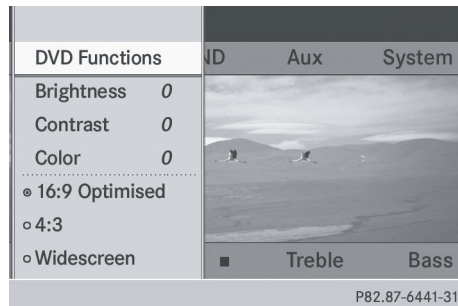 DVD Functions ND Aux System
Brightness 0
Contrast 0
Color 0
16:9 Optimised
4:3
Widescreen Treble Bass
P82.87-6441-31